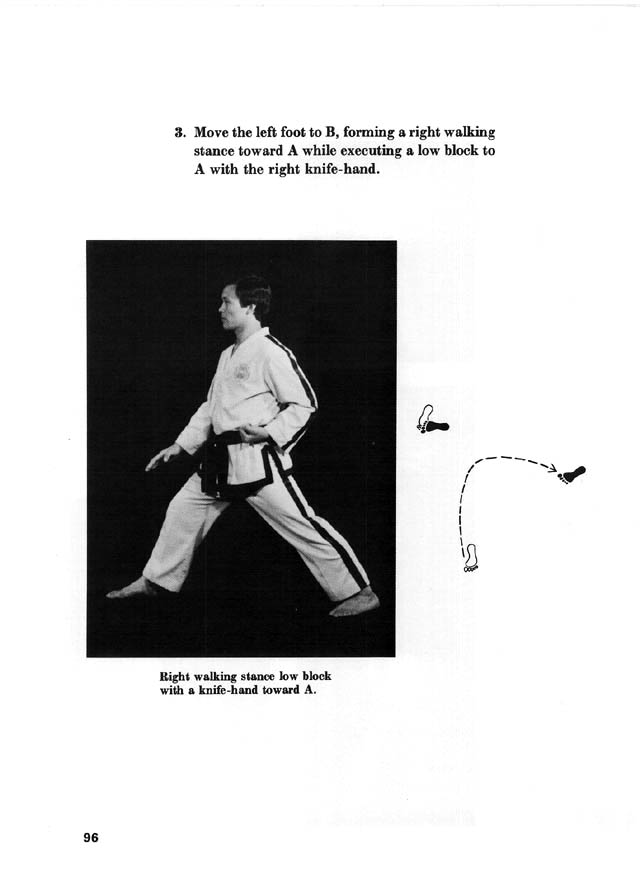 3. Move the left foot to B, forming a right walking
stance toward A while executing a low block to
A with the right knife-hand.
Right walking stance low block
with a knife-hand toward A.
96